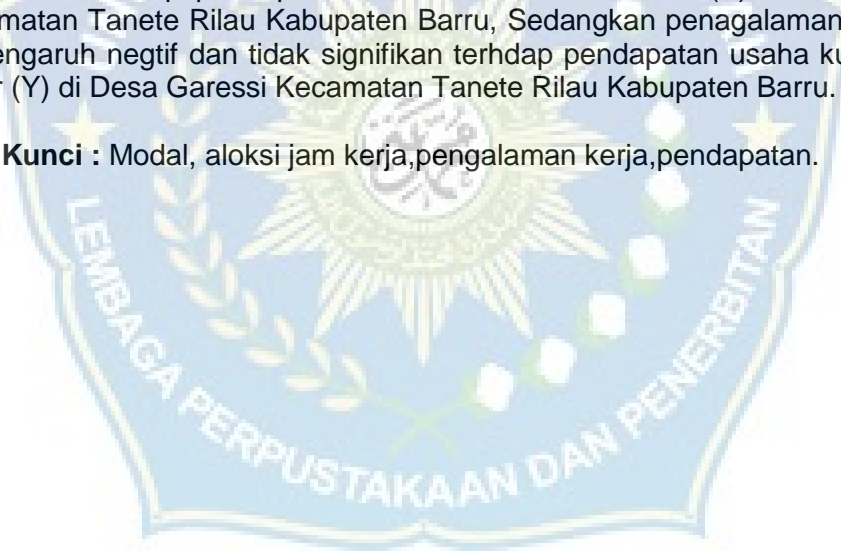 matan Tanete Rilau Kabupaten Barru, Sedangkan penagalaman
engaruh negtif dan tidak signifikan terhdap pendapatan usaha ku
(Y) di Desa Garessi Kecamatan Tanete Rilau Kabupaten Barru.
Kunci : Modal, aloksi jam kerja,pengalaman kerja,pendapatan.
LEMBAGA PERPUSTAKAAN DAN PENERBITAN